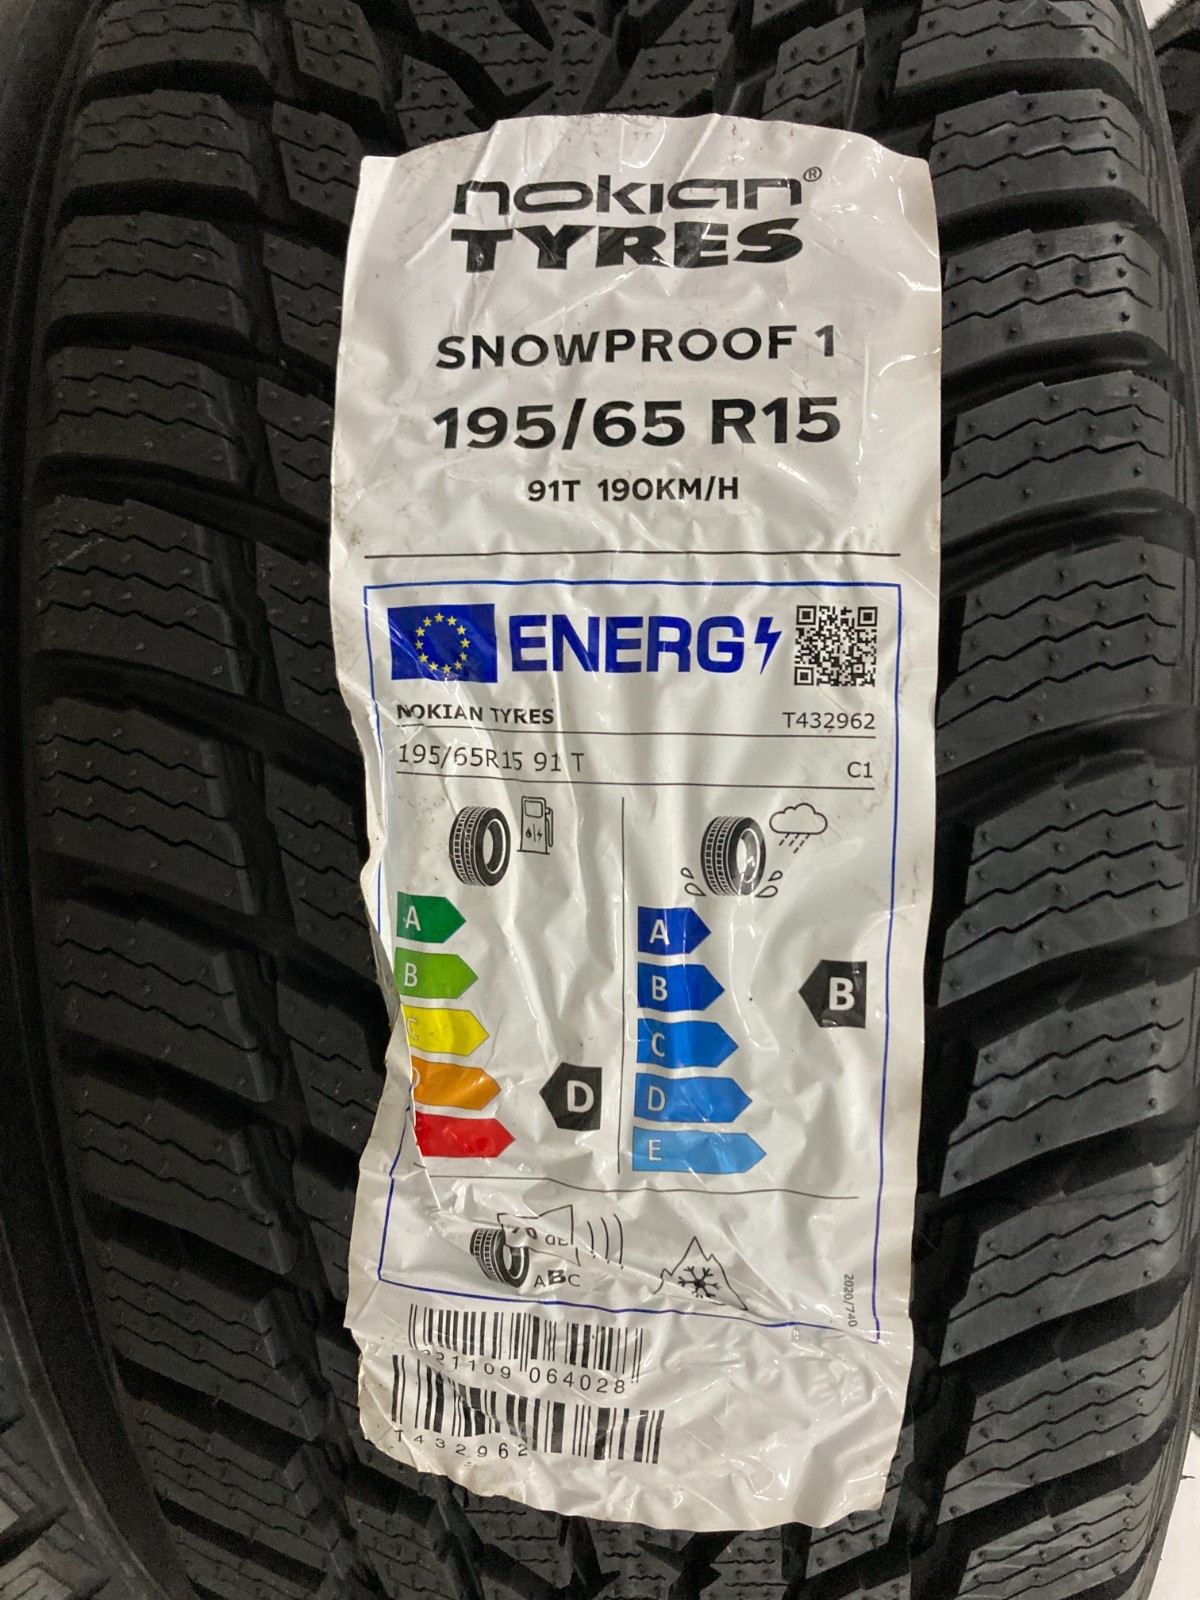 nokian®
TYRES
SNOWPROOF 1
195/65 R15
91T 190KM/H
ENERG
NOKIAN TYRES
T432962
195/65R15 91 T
C1
A
B
C
D
D
A
B
C
D
E
B
ABC
2020/740
064028
T432962